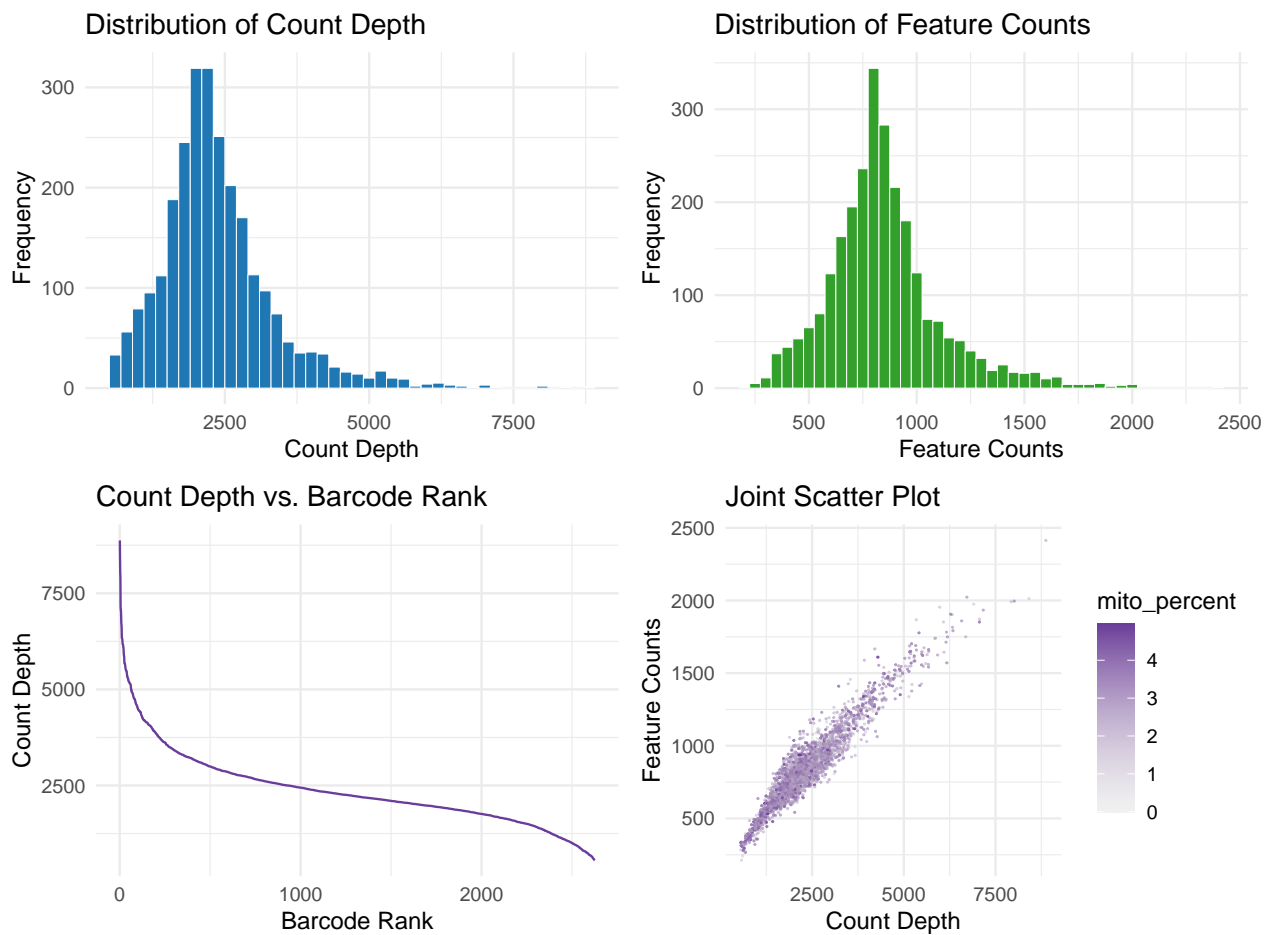 Distribution of Count Depth
Frequency
300
200
100
0
2500
5000
7500
Count Depth
Distribution of Feature Counts
Frequency
300
200
100
0
500
1000
1500
2000
2500
Feature Counts
Count Depth vs. Barcode Rank
Count Depth
7500
5000
2500
0
1000
2000
Barcode Rank
Joint Scatter Plot
Feature Counts
2500
2000
1500
1000
500
2500
5000
7500
Count Depth
mito_percent
4
3
2
1
0